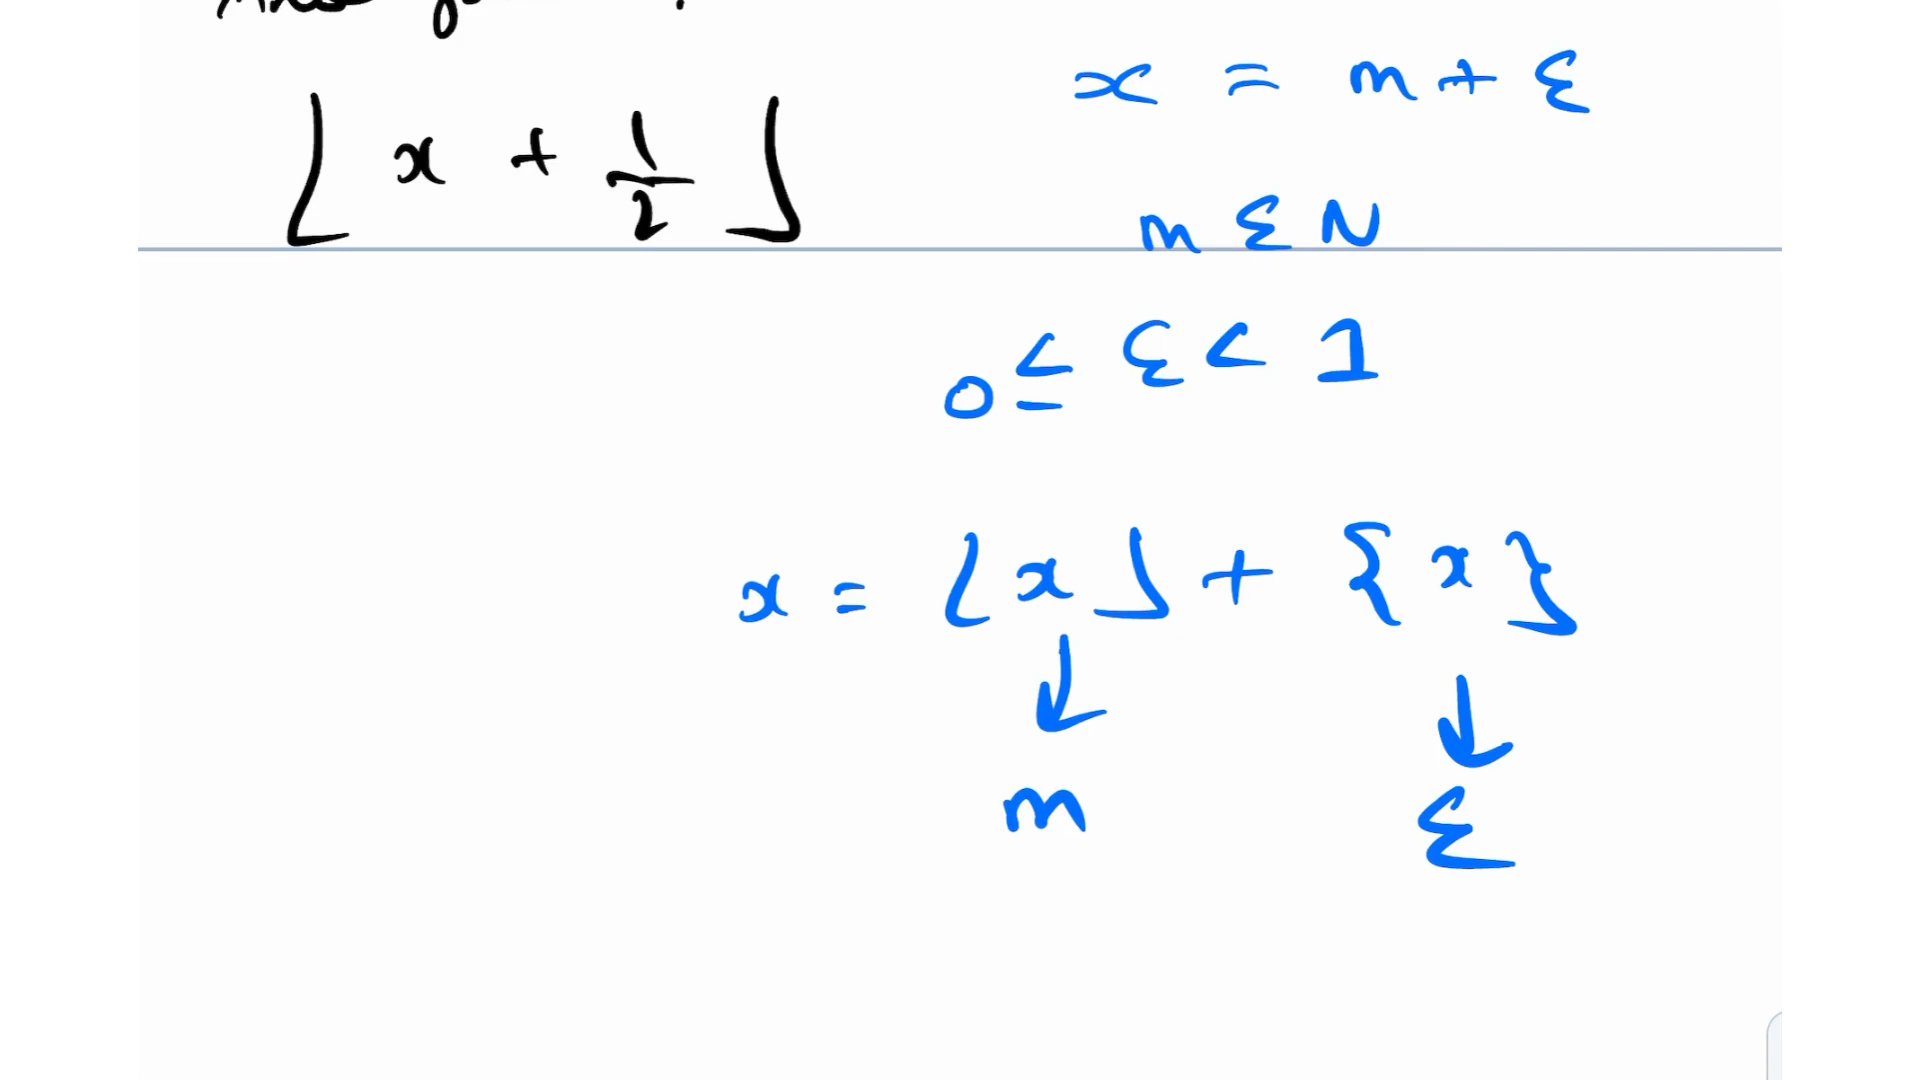 ⌊ x + 1/2 ⌋
x = m + ε
m ε N
0 ≤ ε < 1
x = ⌊ x ⌋ + { x }
↓ ↓
m ε